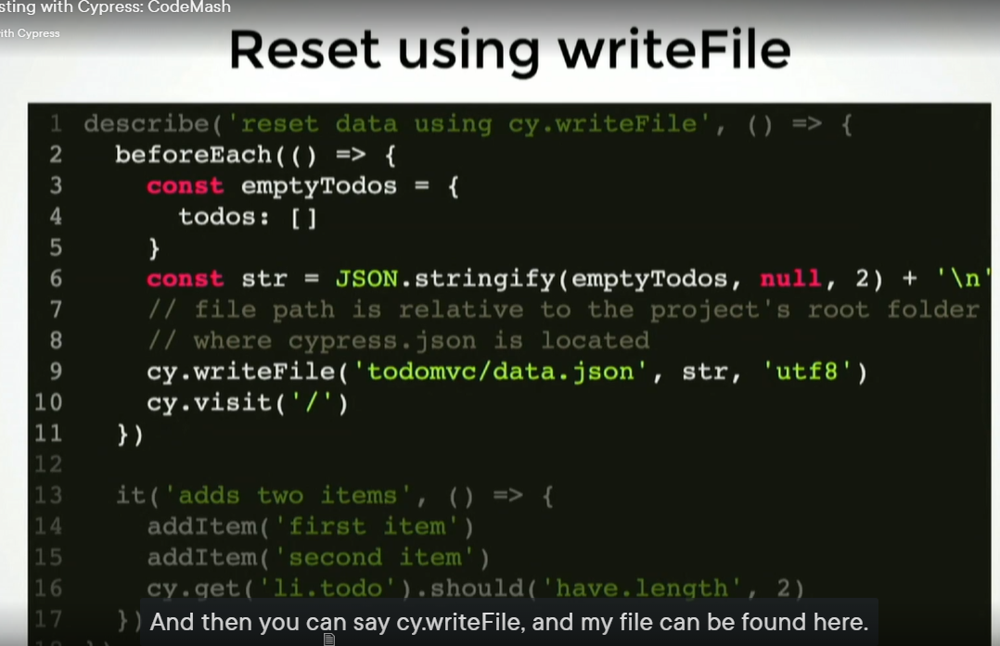 sting with Cypress: CodeMash
ith Cypress
Reset using writeFile
1 describe('reset data using cy.writeFile', () => {
2 beforeEach(() => {
3 const emptyTodos = {
4 todos: []
5 }
6 const str = JSON.stringify(emptyTodos, null, 2) + '\n'
7 // file path is relative to the project's root folder
8 // where cypress.json is located
9 cy.writeFile('todomvc/data.json', str, 'utf8')
10 cy.visit('/')
11 })
12
13 it('adds two items', () => {
14 addItem('first item')
15 addItem('second item')
16 cy.get('li.todo').should('have.length', 2)
17 })
And then you can say cy.writeFile, and my file can be found here.